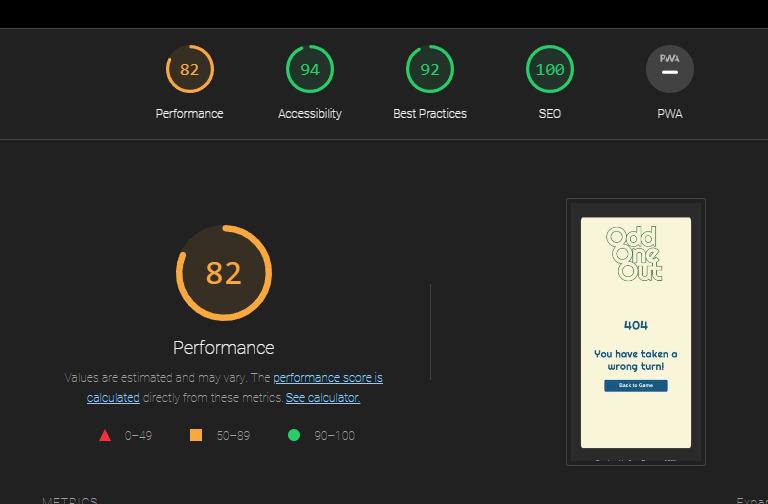 82
94
92
100
PWA
Performance
Accessibility
Best Practices
SEO
PWA
82
Performance
Values are estimated and may vary. The performance score is
calculated directly from these metrics. See calculator.
0–49
50–89
90–100
Odd
One
Out
404
You have taken a
wrong turn!
Back to Game
METRICS